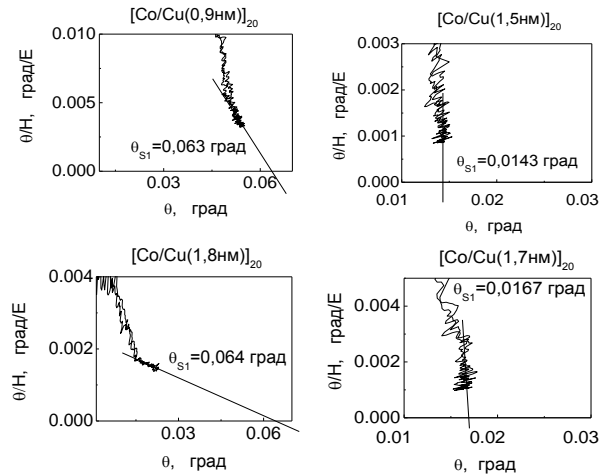 [Co/Cu(0,9нм)]20
θ/H, град/E
0.010
0.005
0.000
θS1=0,063 град
0.03
0.06
θ, град
[Co/Cu(1,5нм)]20
θ/H, град/E
0.003
0.002
0.001
0.000
θS1=0,0143 град
0.01
0.02
0.03
θ, град
[Co/Cu(1,8нм)]20
θ/H, град/E
0.004
0.002
0.000
θS1=0,064 град
0.03
0.06
θ, град
[Co/Cu(1,7нм)]20
θ/H, град/E
0.004
0.002
0.000
θS1=0,0167 град
0.01
0.02
0.03
θ, град